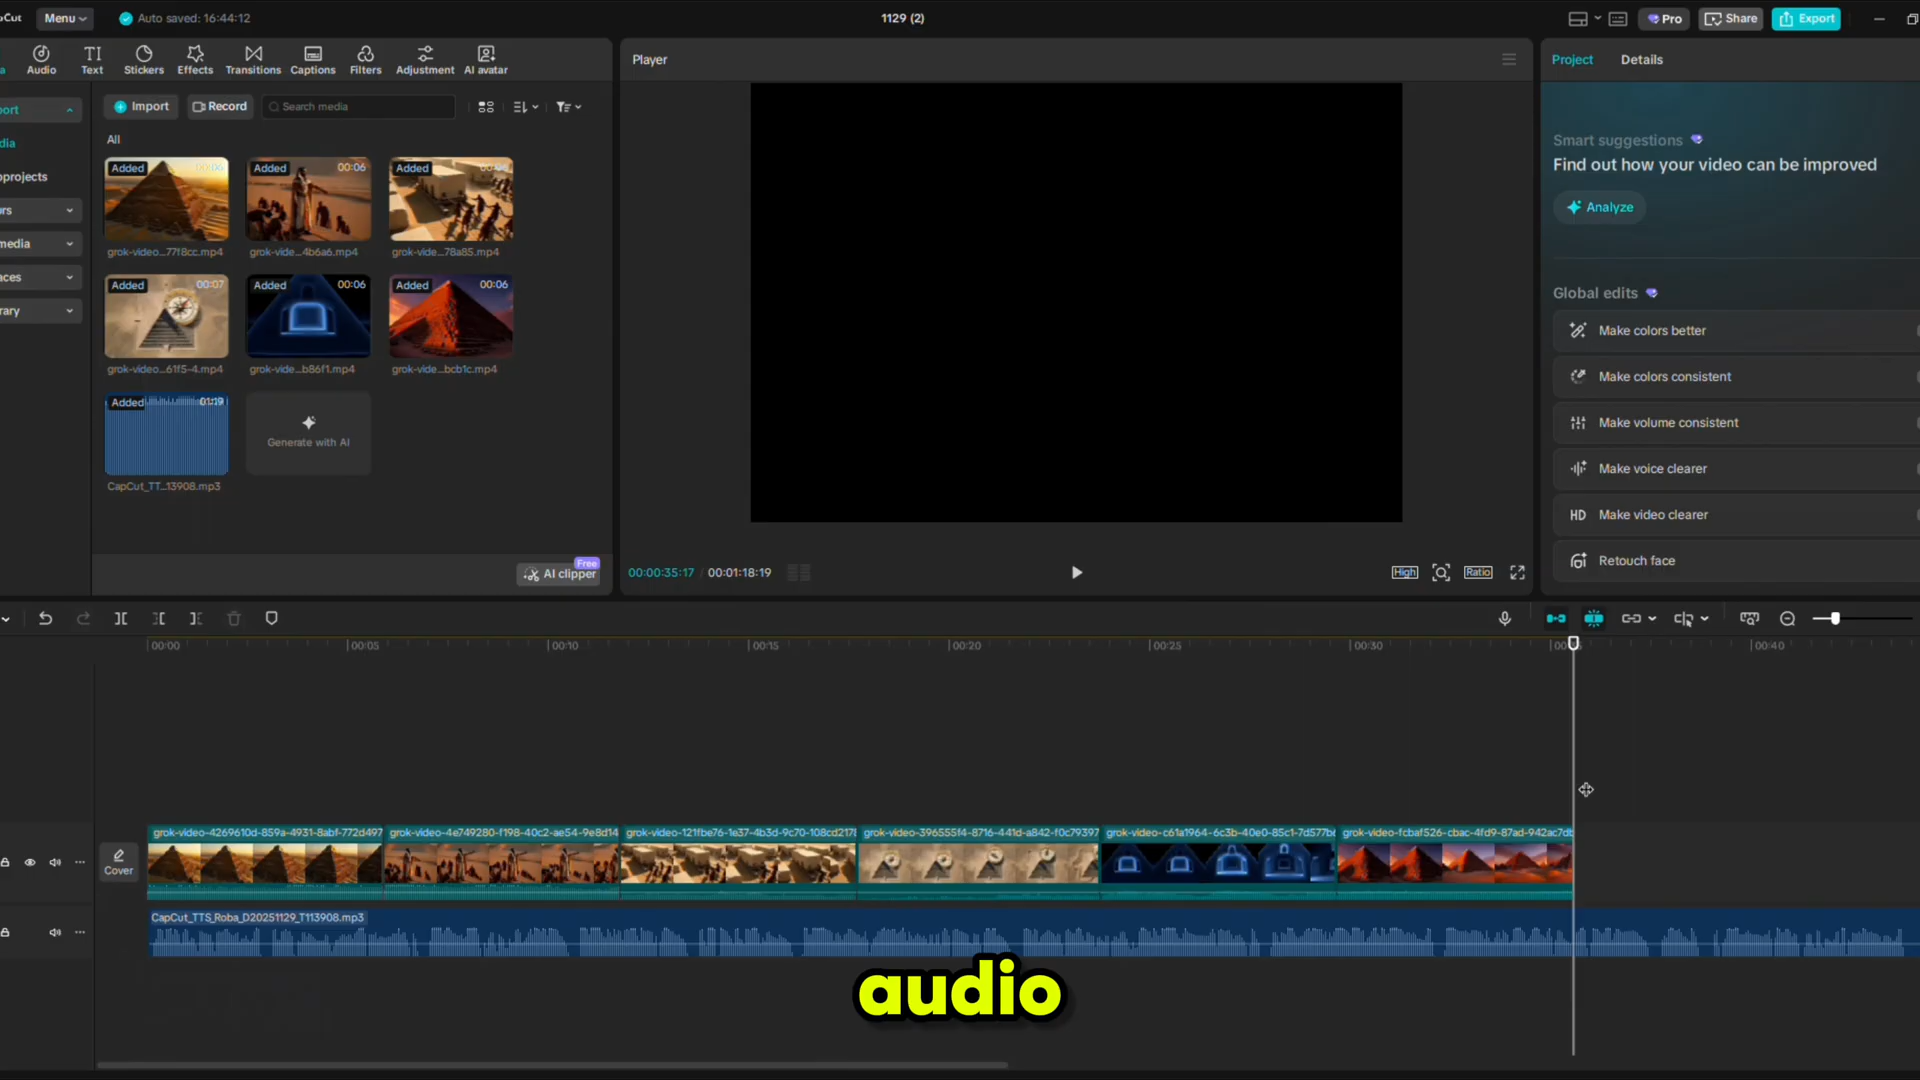 Cut
Menu
Auto saved: 16:44:12
1129 (2)
Pro
Share
Export
Audio
Text
Stickers
Effects
Transitions
Captions
Filters
Adjustment
AI avatar
Player
Project
Details
Import
Record
Search media
All
Added
Added 00:06
Added
grok-video...77f8cc.mp4
grok-vide...4b6a6.mp4
grok-vide...78a85.mp4
Added 00:07
Added 00:06
Added 00:06
grok-video...61f5-4.mp4
grok-vide...b86f1.mp4
grok-vide...bcb1c.mp4
Added 01:19
Generate with AI
CapCut_TT...13908.mp3
Free
AI clipper
00:00:35:17 / 00:01:18:19
High
Ratio
Smart suggestions
Find out how your video can be improved
Analyze
Global edits
Make colors better
Make colors consistent
Make volume consistent
Make voice clearer
HD Make video clearer
Retouch face
00:00
00:05
00:10
00:15
00:20
00:25
00:30
00:40
Cover
grok-video-4269610d-859a-4931-8abf-772d497
grok-video-4e749280-f198-40c2-ae54-9e8d14
grok-video-121fbe76-1e37-4b3d-9c70-108cd217
grok-video-396555f4-8716-441d-a842-f0c79397
grok-video-c61a1964-6c3b-40e0-85c1-7d577b
grok-video-fcbaf526-cbac-4fd9-87ad-942ac7db
CapCut_TTS_Roba_D20251129_T113908.mp3
audio